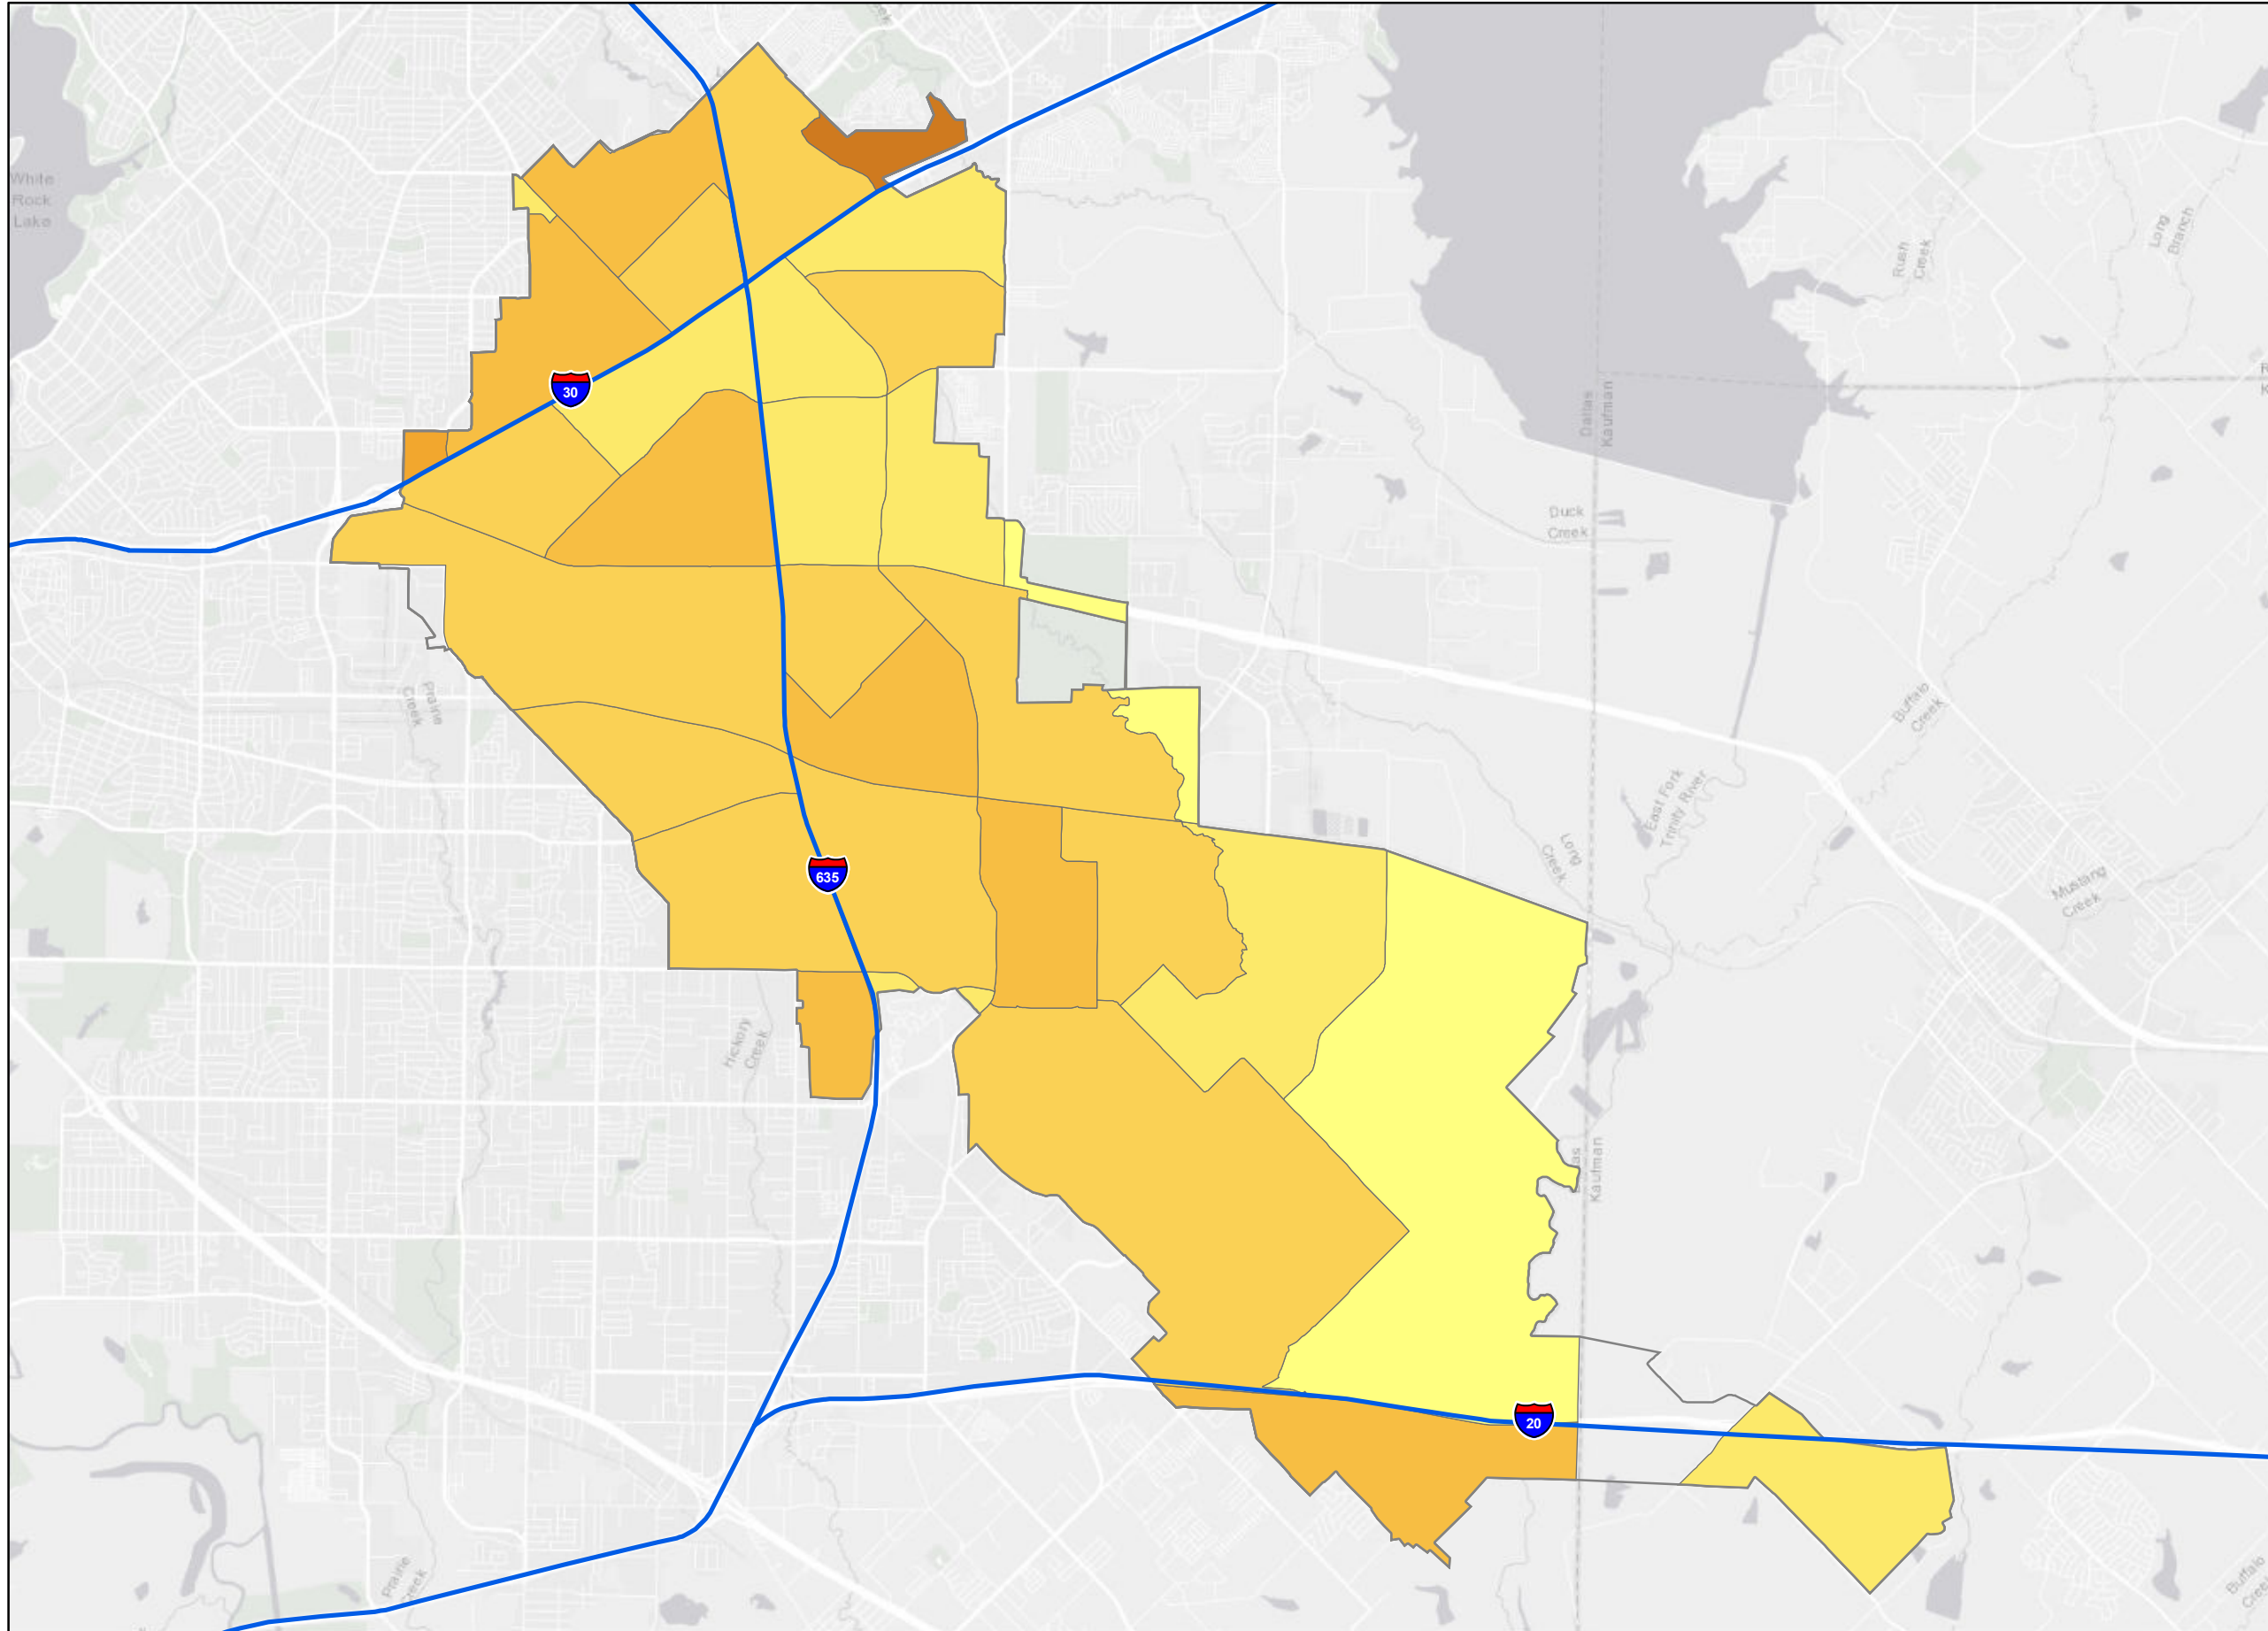 White
Rock
Lake
Long
Branch
Rush
Creek
30
Dallas
Kaufman
Duck
Creek
Prairie
Creek
Buffalo
Creek
East Fork
Trinity River
Long
Creek
635
Mustang
Creek
Hickory
Creek
Kaufman
20
Prairie
Creek
Buffalo